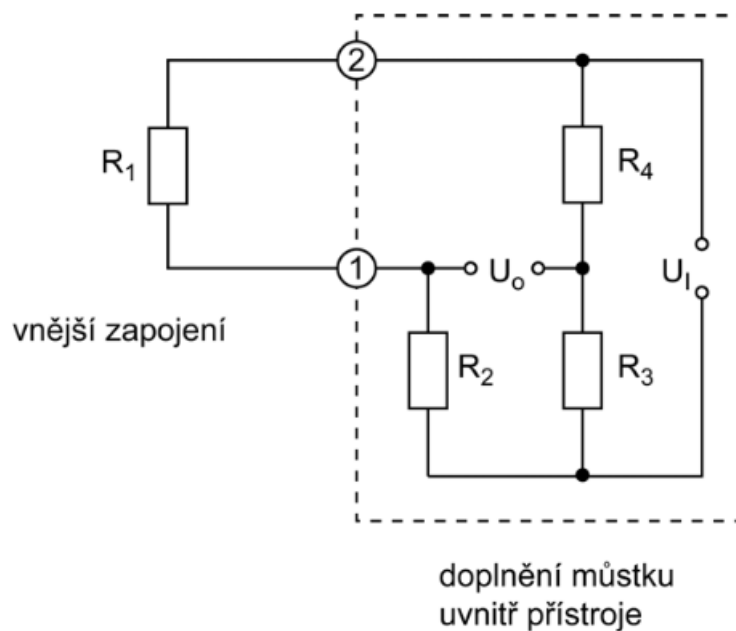 2
R1
R4
1
Uo
UI
vnější zapojení
R2
R3
doplnění můstku
uvnitř přístroje